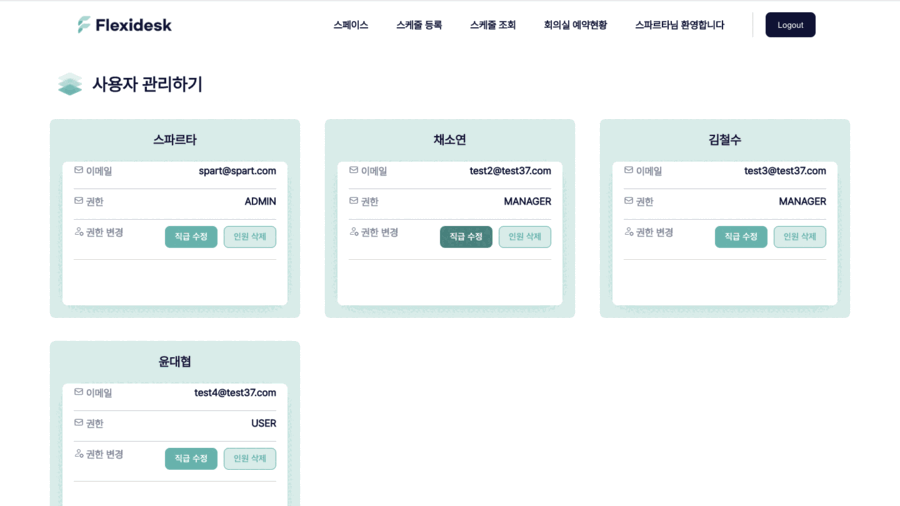 Flexidesk
스페이스 스케줄 등록 스케줄 조회 회의실 예약현황 스파르타님 환영합니다 Logout
사용자 관리하기
스파르타
이메일 spart@spart.com
권한 ADMIN
권한 변경 직급 수정 인원 삭제
채소연
이메일 test2@test37.com
권한 MANAGER
권한 변경 직급 수정 인원 삭제
김철수
이메일 test3@test37.com
권한 MANAGER
권한 변경 직급 수정 인원 삭제
윤대협
이메일 test4@test37.com
권한 USER
권한 변경 직급 수정 인원 삭제